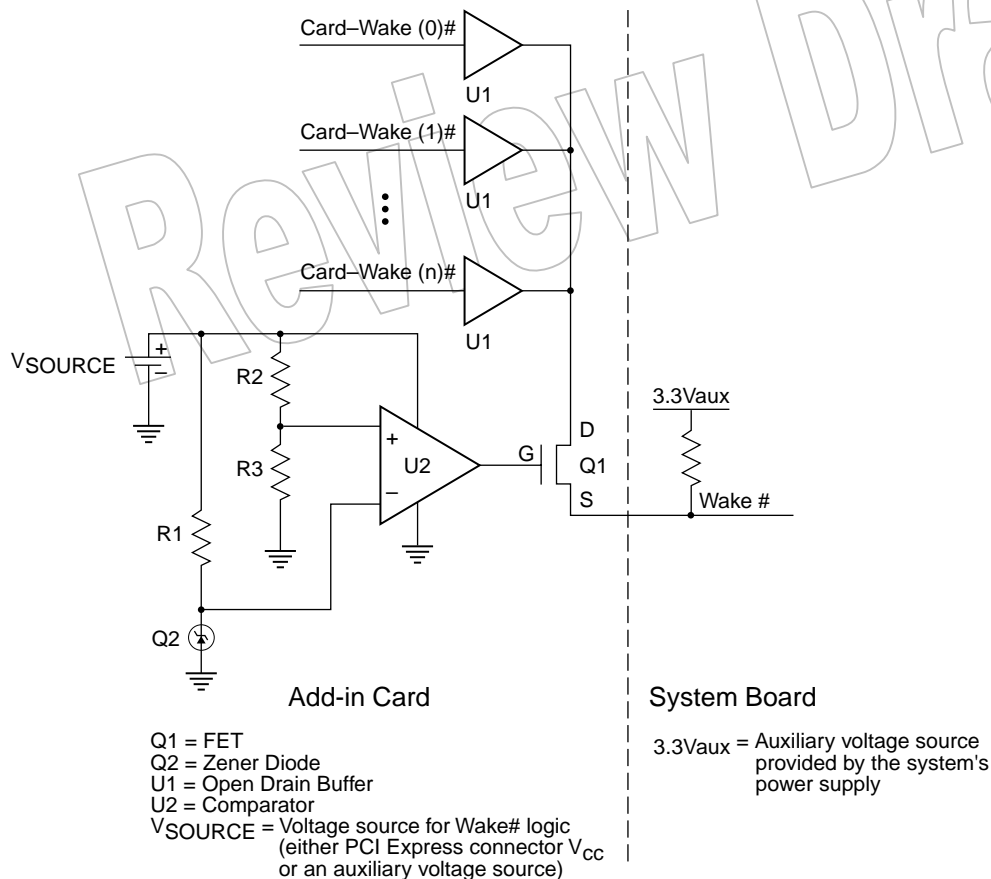 Review Dra
Card–Wake (0)#
U1
Card–Wake (1)#
U1
Card–Wake (n)#
U1
VSOURCE
+
–
R2
R3
R1
+
–
U2
G
D
Q1
S
3.3Vaux
Wake #
Q2
Add-in Card
System Board
Q1 = FET
Q2 = Zener Diode
U1 = Open Drain Buffer
U2 = Comparator
VSOURCE = Voltage source for Wake# logic
(either PCI Express connector VCC
or an auxiliary voltage source)
3.3Vaux = Auxiliary voltage source
provided by the system's
power supply